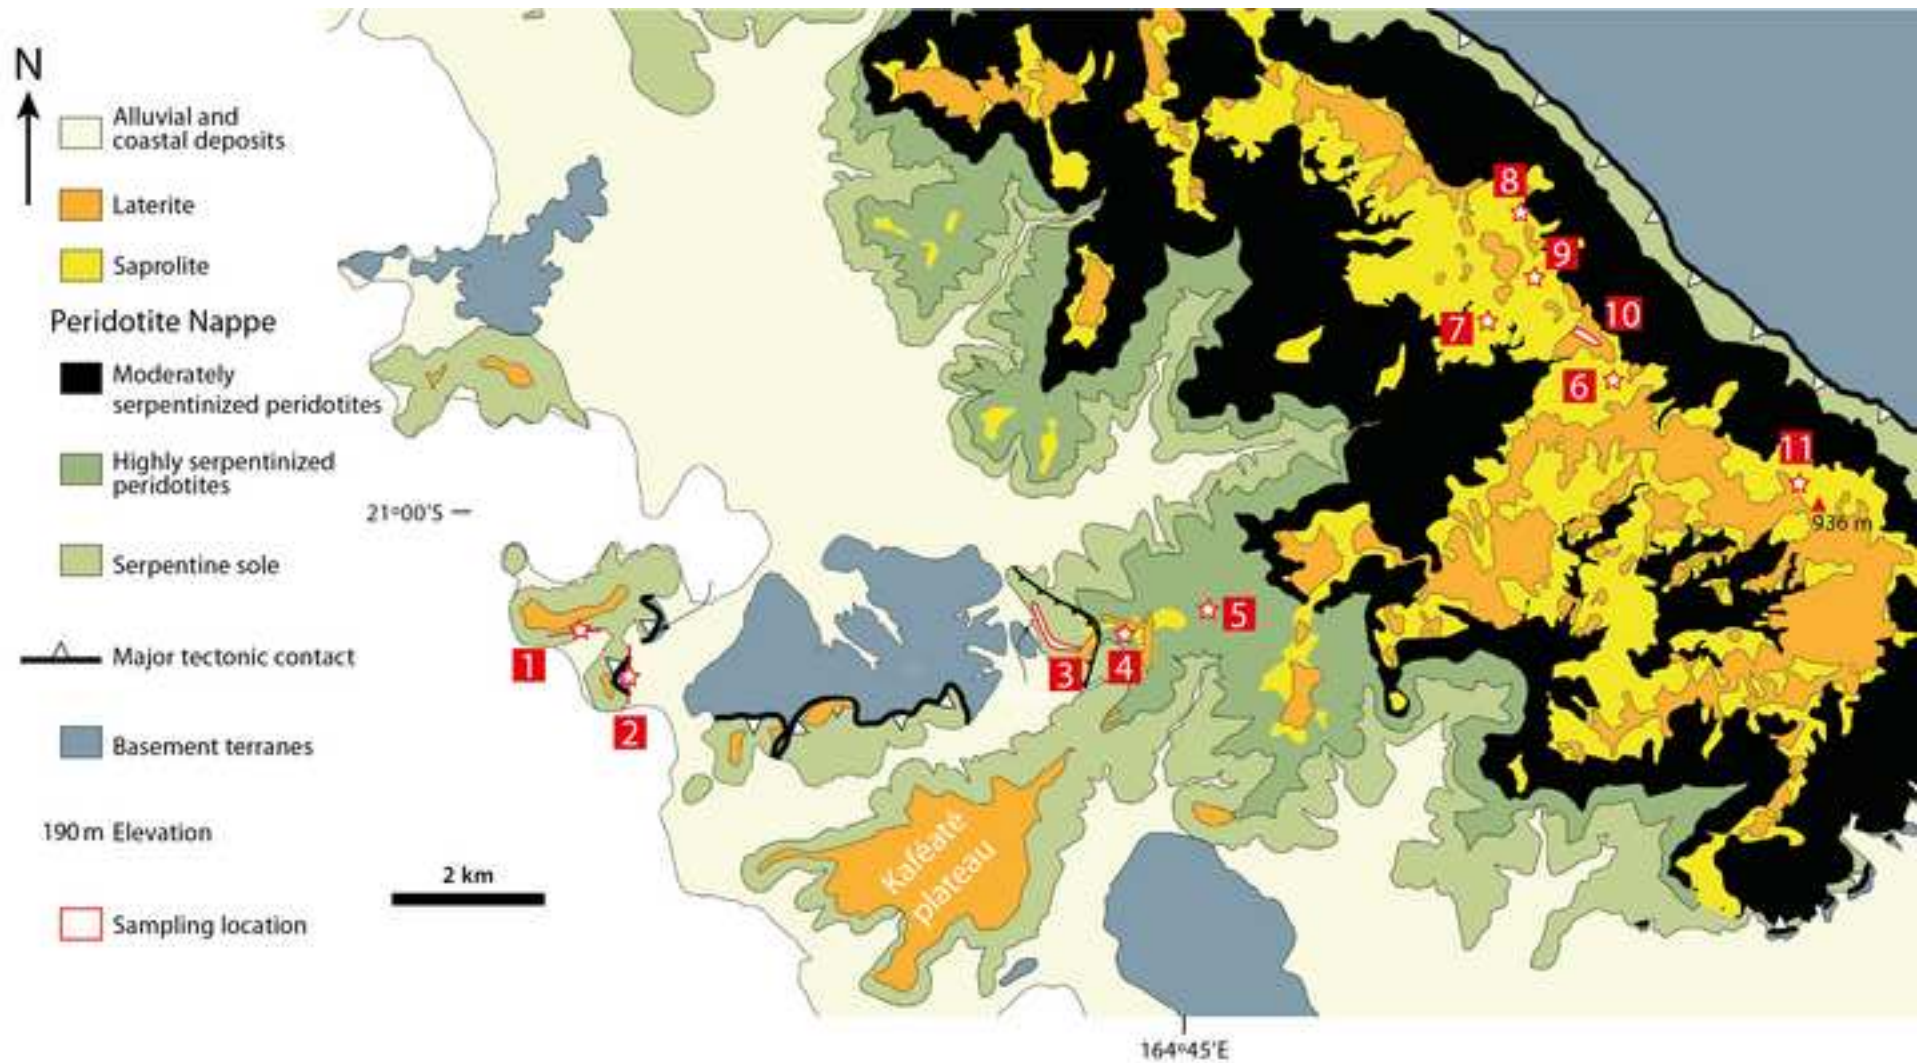 N
Alluvial and
coastal deposits
Laterite
Saprolite
Peridotite Nappe
Moderately
serpentinized peridotites
Highly serpentinized
peridotites
Serpentine sole
Major tectonic contact
Basement terranes
190 m Elevation
Sampling location
2 km
21°00'S
164°45'E
8
9
10
7
6
11
936 m
5
4
3
1
2
Kaféaté
plateau